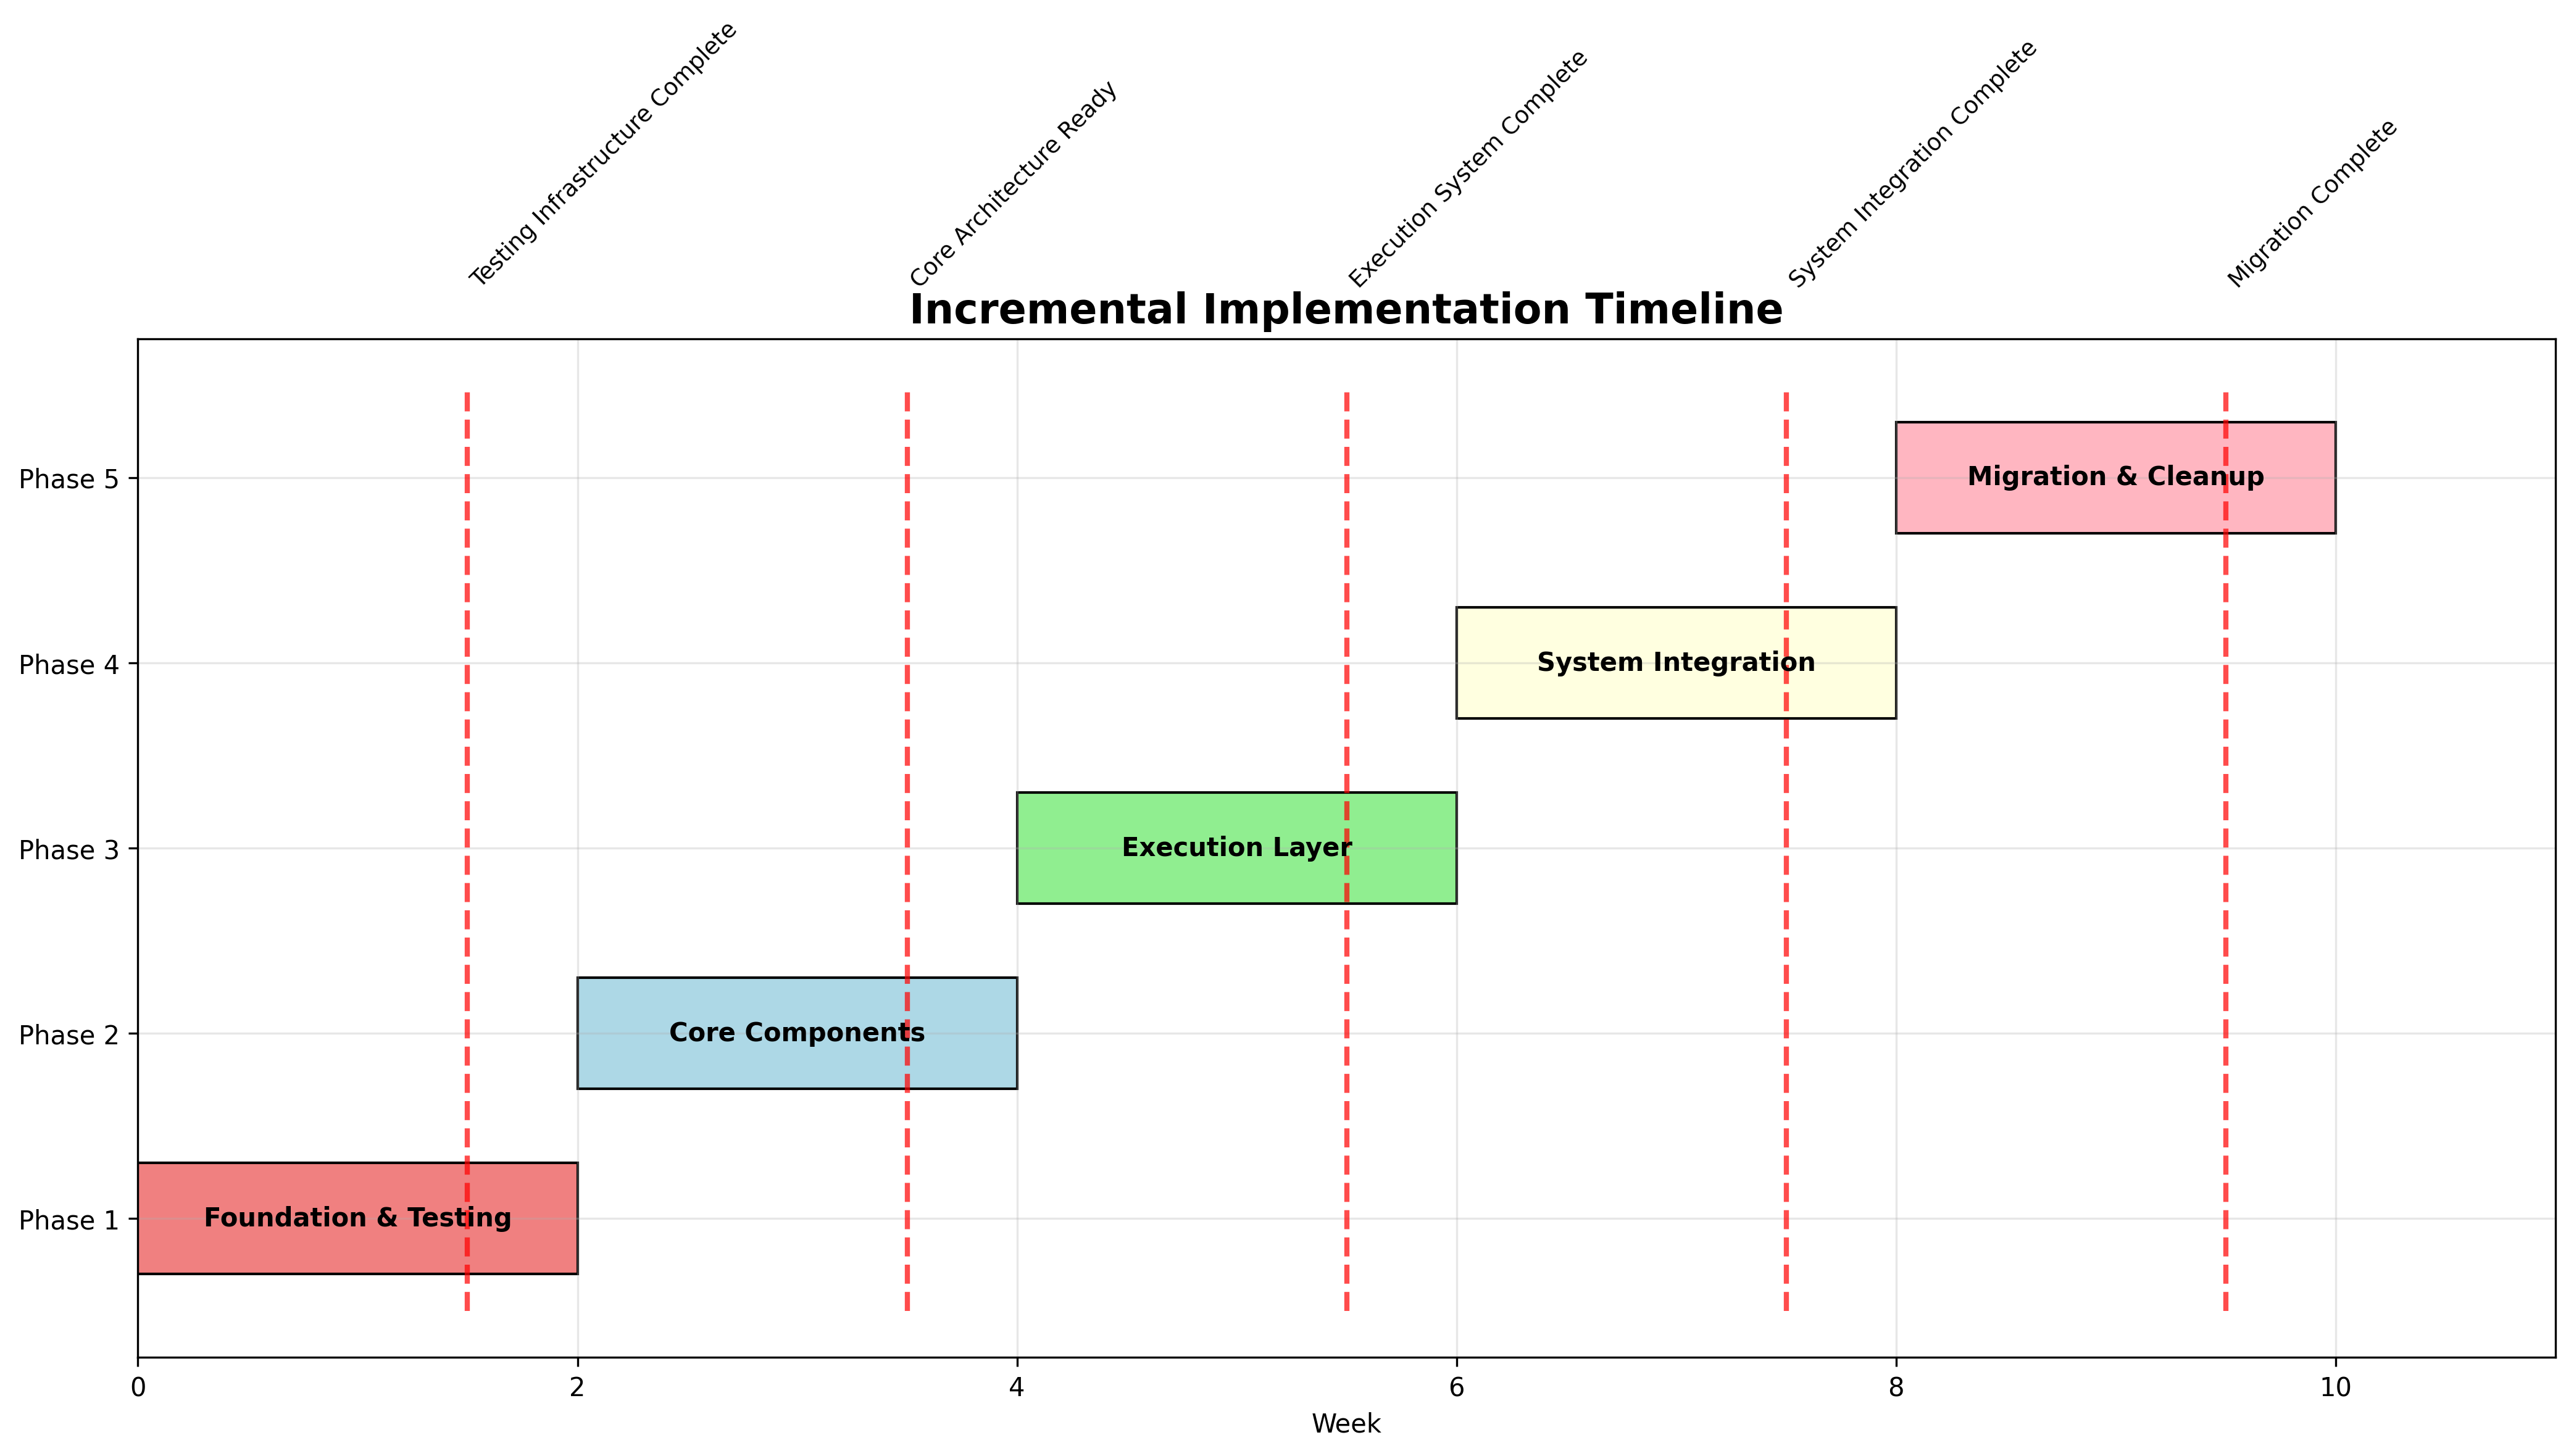 Testing Infrastructure Complete
Core Architecture Ready
Execution System Complete
System Integration Complete
Migration Complete
Incremental Implementation Timeline
Phase 5
Migration & Cleanup
Phase 4
System Integration
Phase 3
Execution Layer
Phase 2
Core Components
Phase 1
Foundation & Testing
0 2 4 6 8 10
Week